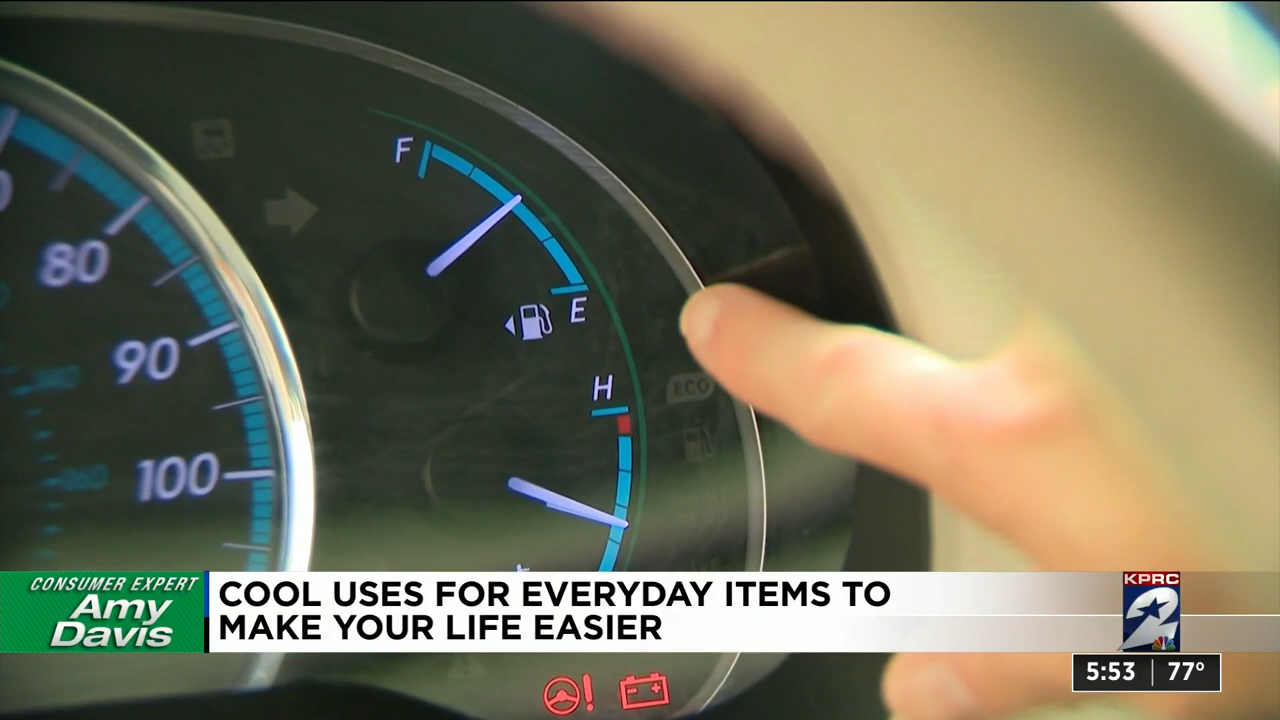 F
80
E
90
H
ECO
100
CONSUMER EXPERT
Amy
Davis
COOL USES FOR EVERYDAY ITEMS TO
MAKE YOUR LIFE EASIER
KPRC
2
5:53 77°